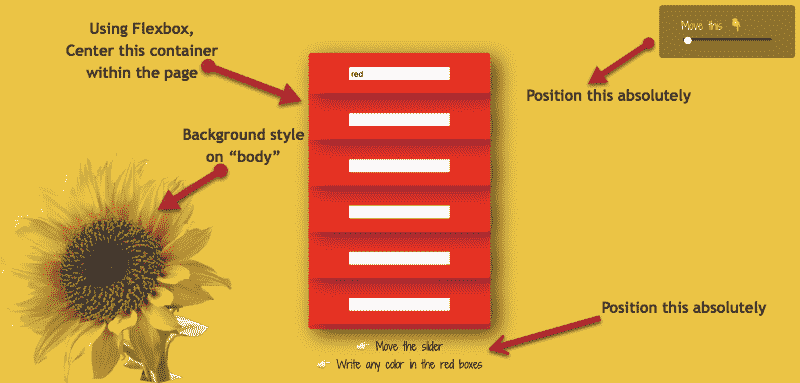 Using Flexbox,
Center this container
within the page
Move this 👇
Position this absolutely
red
Background style
on “body”
Position this absolutely
👉 Move the slider
👉 Write any color in the red boxes